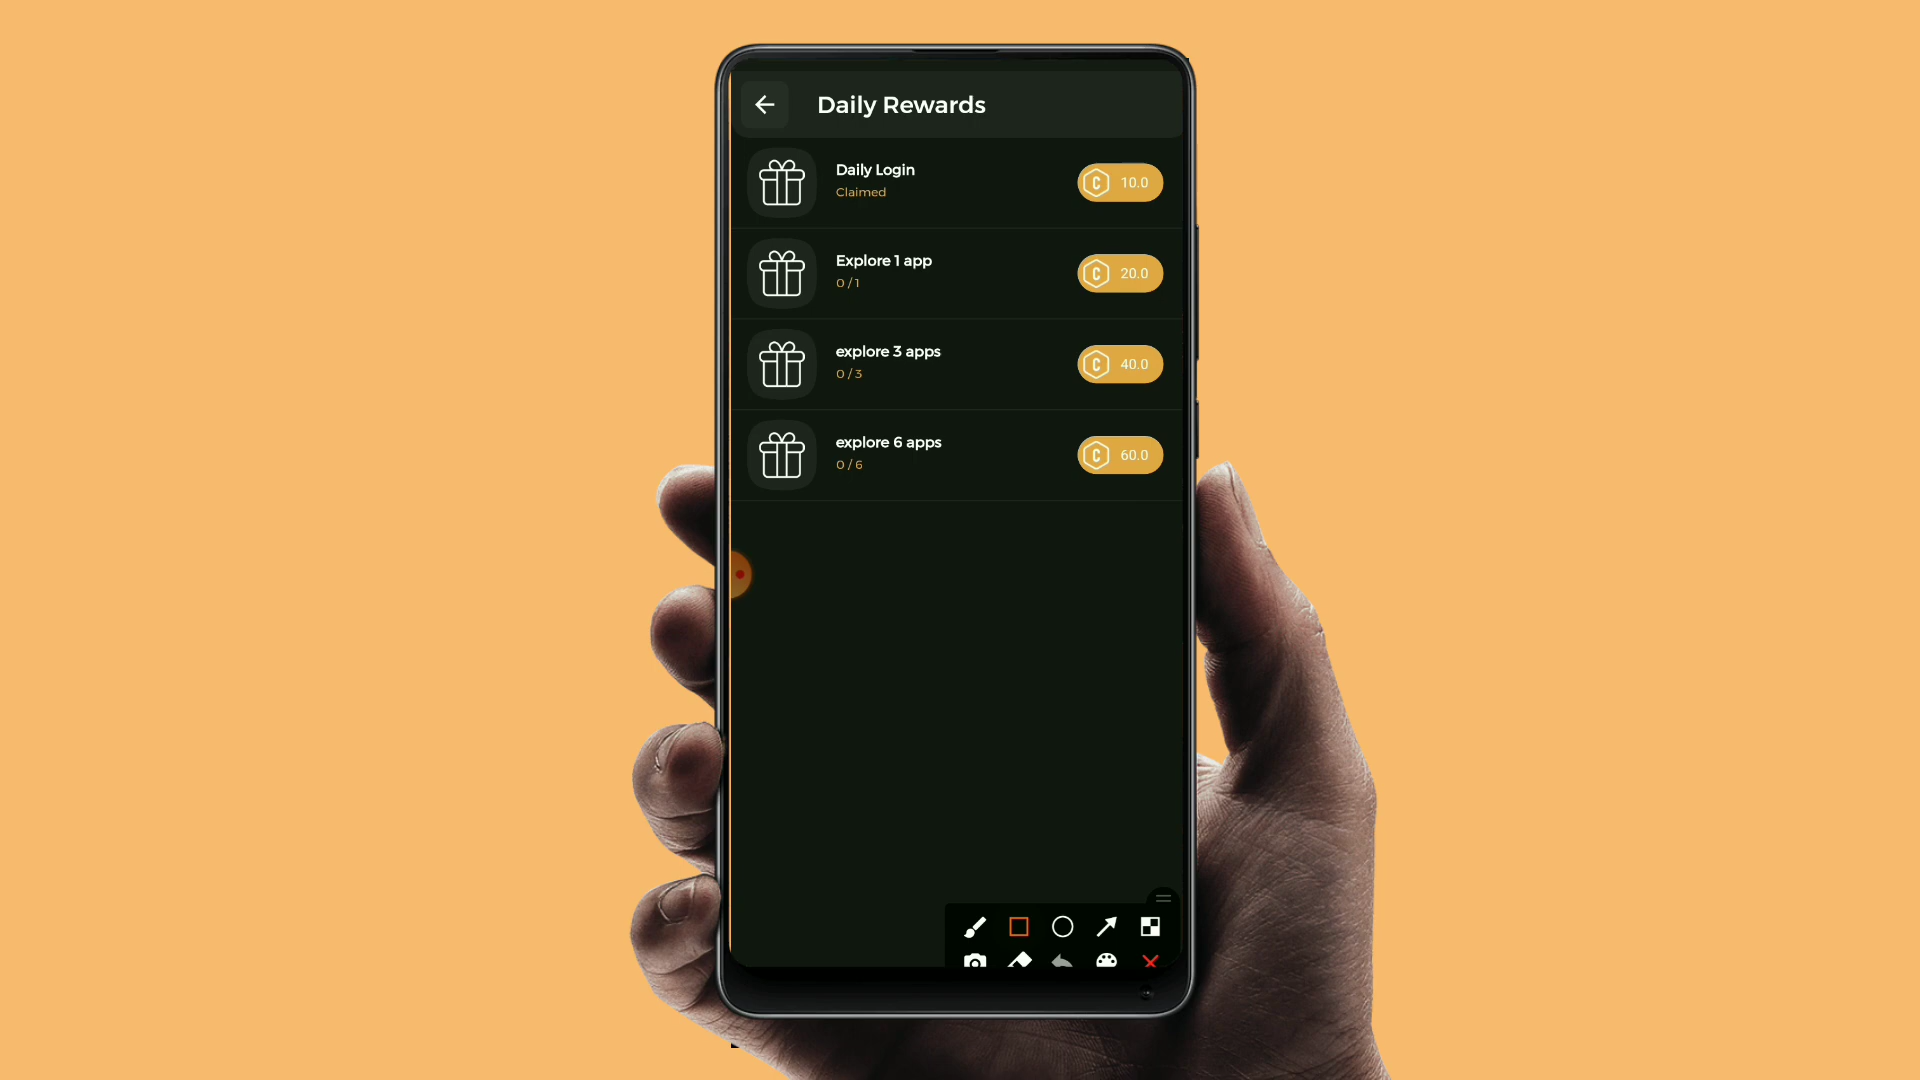 Daily Rewards
Daily Login
Claimed
10.0
Explore 1 app
0 / 1
20.0
explore 3 apps
0 / 3
40.0
explore 6 apps
0 / 6
60.0